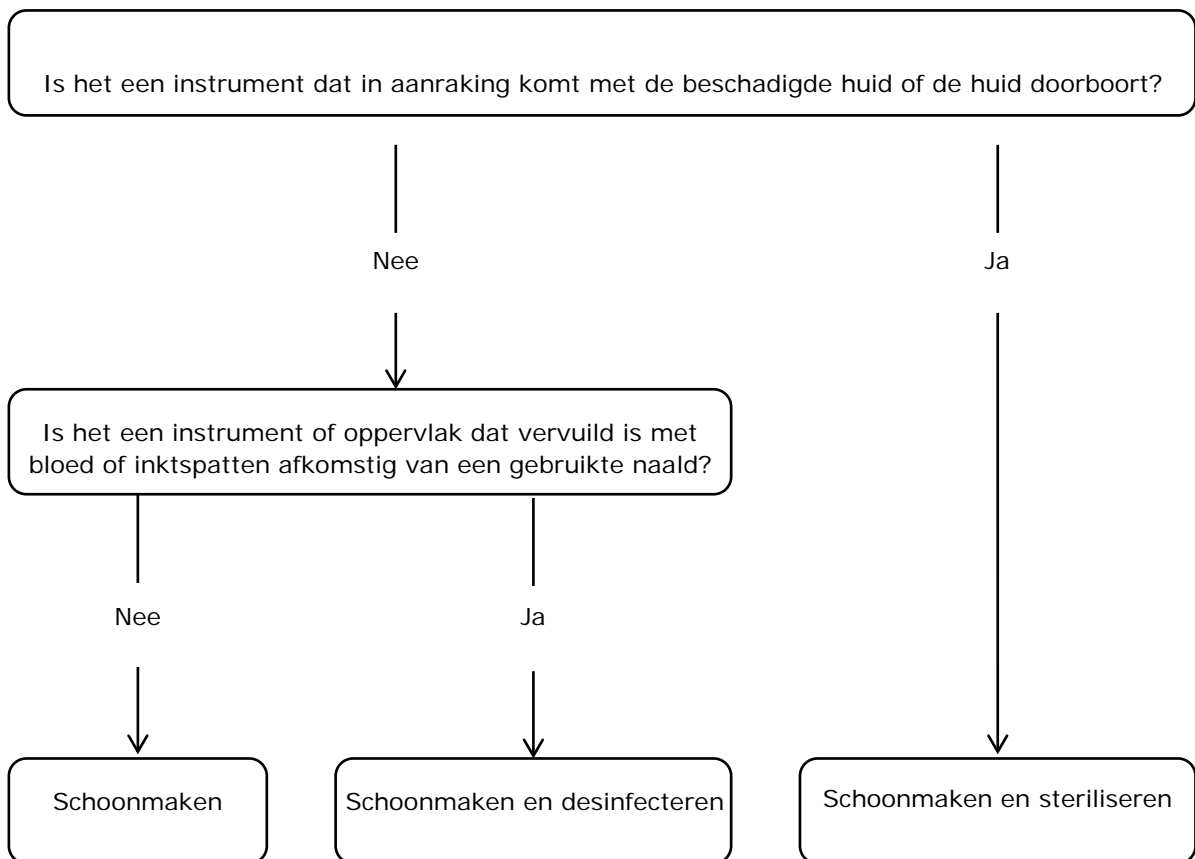 Is het een instrument dat in aanraking komt met de beschadigde huid of de huid doorboort?
Nee
Ja
Is het een instrument of oppervlak dat vervuild is met
bloed of inktspatten afkomstig van een gebruikte naald?
Nee
Ja
Schoonmaken
Schoonmaken en desinfecteren
Schoonmaken en steriliseren